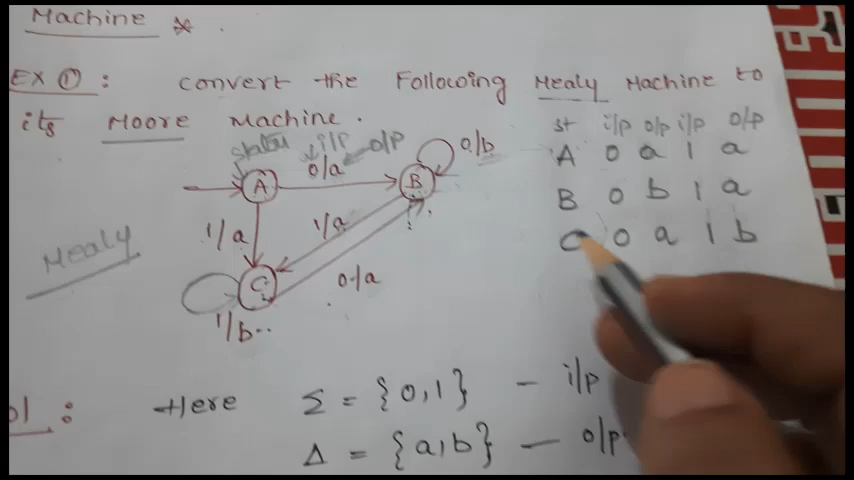 Machine *.
EX ①: Convert the Following Mealy Machine to
its Moore Machine.
st i/p o/p i/p o/p
A 0 a 1 a
B 0 b 1 a
C 0 a 1 b
state i/p o/p
0/a
0/b
A
B
1/a
1/a
Mealy
C
0/a
1/b
ol: Here Σ = {0,1} - i/p
Δ = {a,b} - o/p